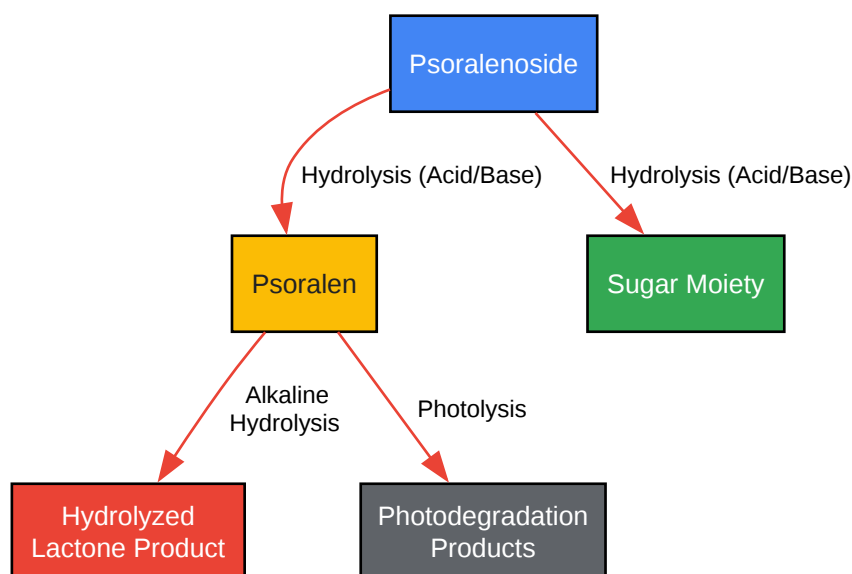 Psoralenoside
Hydrolysis (Acid/Base)
Hydrolysis (Acid/Base)
Psoralen
Sugar Moiety
Alkaline
Hydrolysis
Photolysis
Hydrolyzed
Lactone Product
Photodegradation
Products